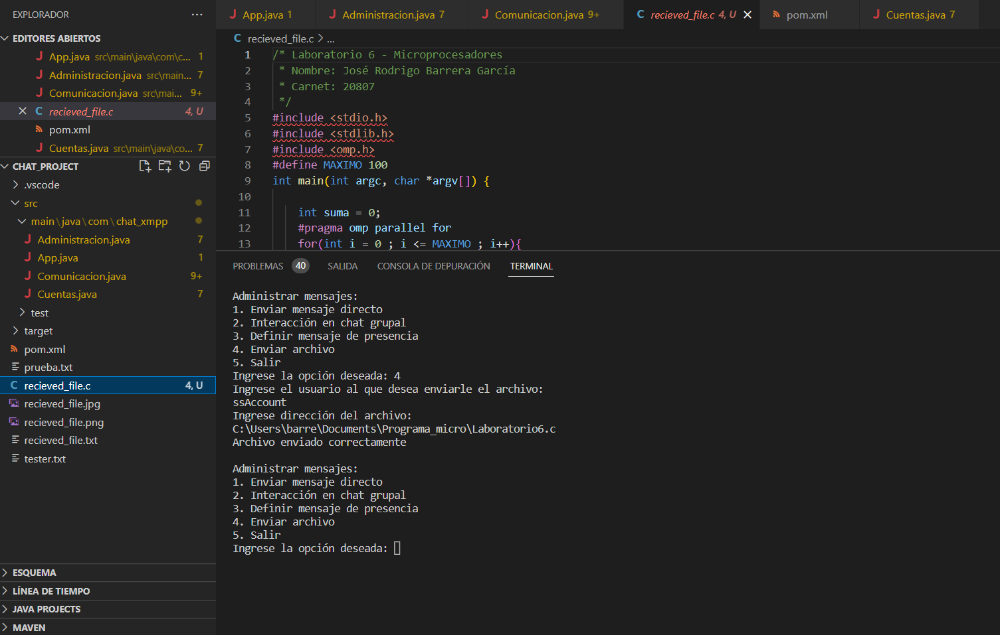 EXPLORADOR ···
EDITORES ABIERTOS
J App.java src\main\java\com\c... 1
J Administracion.java src\main... 7
J Comunicacion.java src\mai... 9+
C recieved_file.c 4, U
pom.xml
J Cuentas.java src\main\java\co... 7
CHAT_PROJECT
.vscode
src
main\java\com\chat_xmpp
J Administracion.java 7
J App.java 1
J Comunicacion.java 9+
J Cuentas.java 7
test
target
pom.xml
prueba.txt
C recieved_file.c 4, U
recieved_file.jpg
recieved_file.png
recieved_file.txt
tester.txt
ESQUEMA
LÍNEA DE TIEMPO
JAVA PROJECTS
MAVEN
J App.java 1 J Administracion.java 7 J Comunicacion.java 9+ C recieved_file.c 4, U pom.xml J Cuentas.java 7
C recieved_file.c > ...
1 /* Laboratorio 6 - Microprocesadores
2 * Nombre: José Rodrigo Barrera García
3 * Carnet: 20807
4 */
5 #include <stdio.h>
6 #include <stdlib.h>
7 #include <omp.h>
8 #define MAXIMO 100
9 int main(int argc, char *argv[]) {
10
11 int suma = 0;
12 #pragma omp parallel for
13 for(int i = 0 ; i <= MAXIMO ; i++){
PROBLEMAS 40 SALIDA CONSOLA DE DEPURACIÓN TERMINAL
Administrar mensajes:
1. Enviar mensaje directo
2. Interacción en chat grupal
3. Definir mensaje de presencia
4. Enviar archivo
5. Salir
Ingrese la opción deseada: 4
Ingrese el usuario al que desea enviarle el archivo:
ssAccount
Ingrese dirección del archivo:
C:\Users\barre\Documents\Programa_micro\Laboratorio6.c
Archivo enviado correctamente
Administrar mensajes:
1. Enviar mensaje directo
2. Interacción en chat grupal
3. Definir mensaje de presencia
4. Enviar archivo
5. Salir
Ingrese la opción deseada: